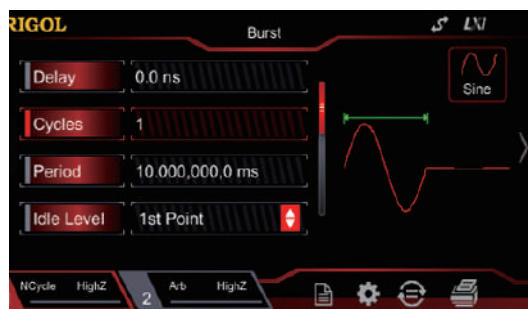 RIGOL
Burst
LXI
Delay
0.0 ns
Sine
Cycles
1
Period
10.000,000,0 ms
Idle Level
1st Point
NCycle HighZ
2
Arb HighZ